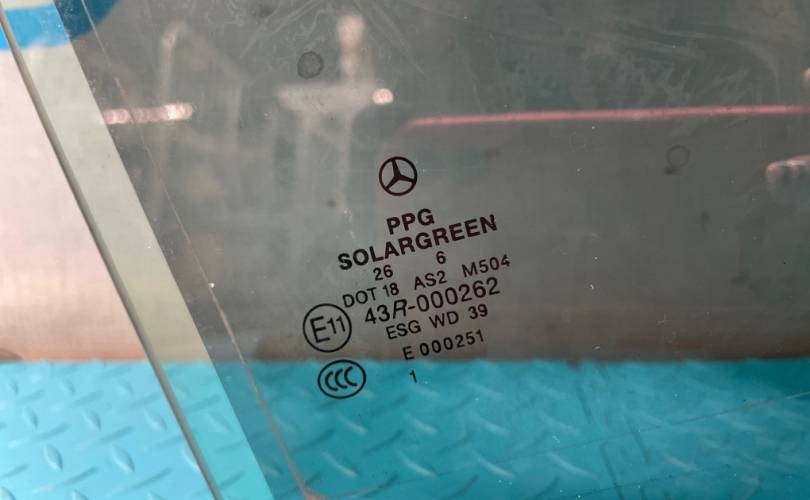 PPG
SOLARGREEN
26 6
DOT 18 AS2 M504
E11 43R-000262
ESG WD 39
CCC E 000251
1